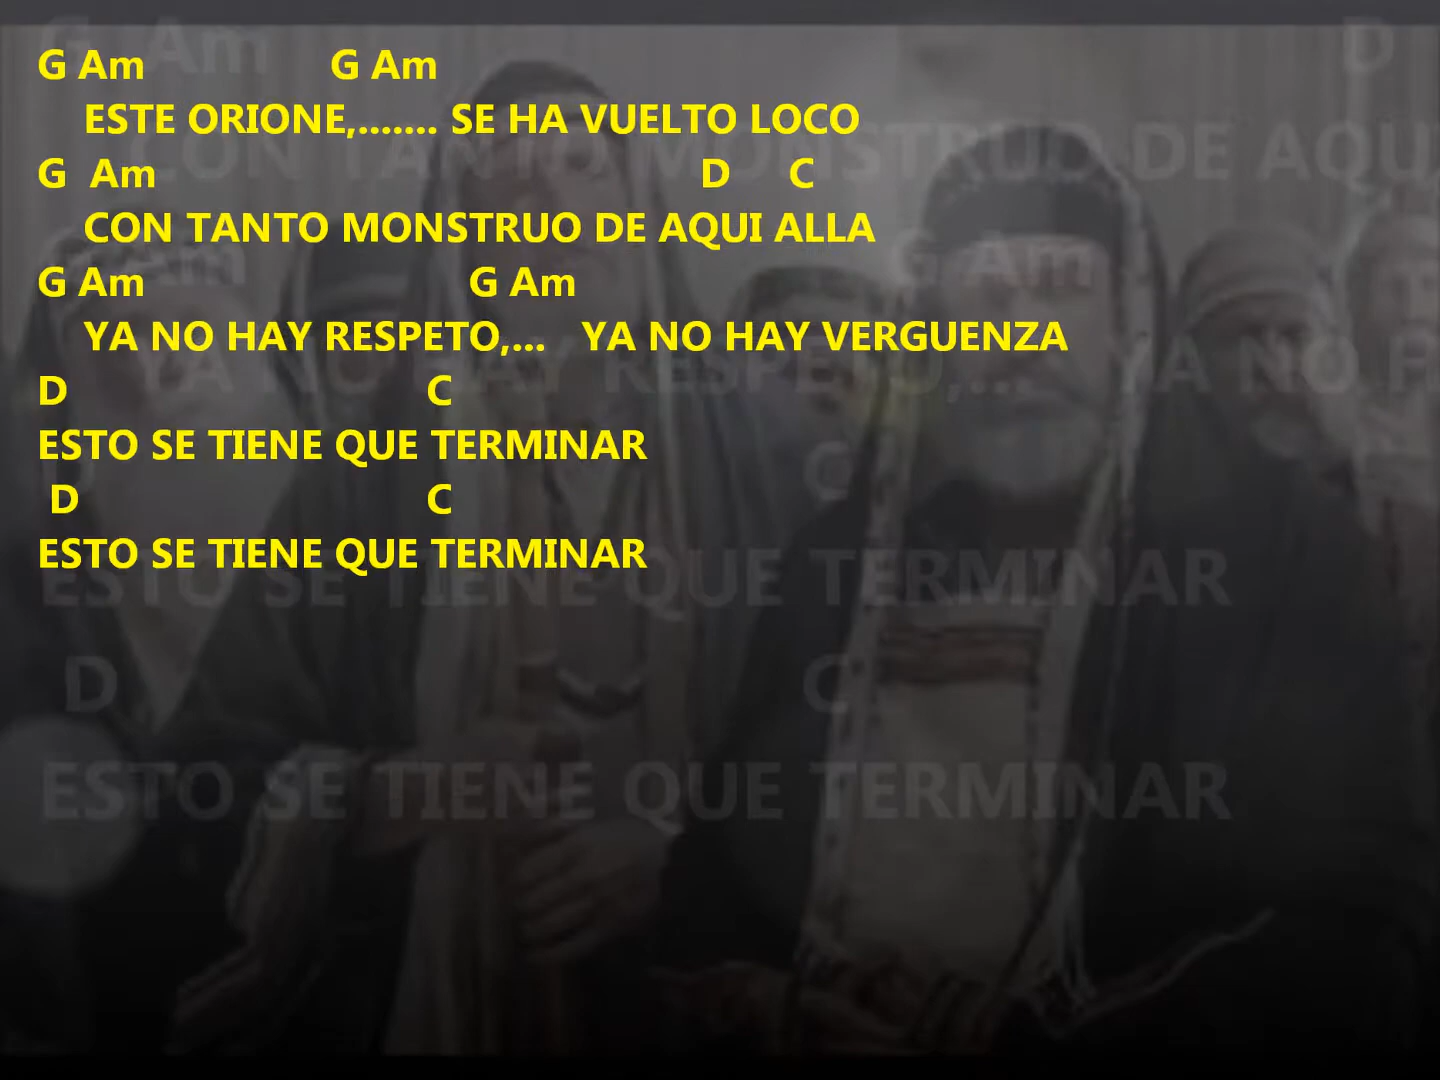 G Am G Am
ESTE ORIONE,....... SE HA VUELTO LOCO
G Am D C
CON TANTO MONSTRUO DE AQUI ALLA
G Am G Am
YA NO HAY RESPETO,... YA NO HAY VERGUENZA
D C
ESTO SE TIENE QUE TERMINAR
D C
ESTO SE TIENE QUE TERMINAR